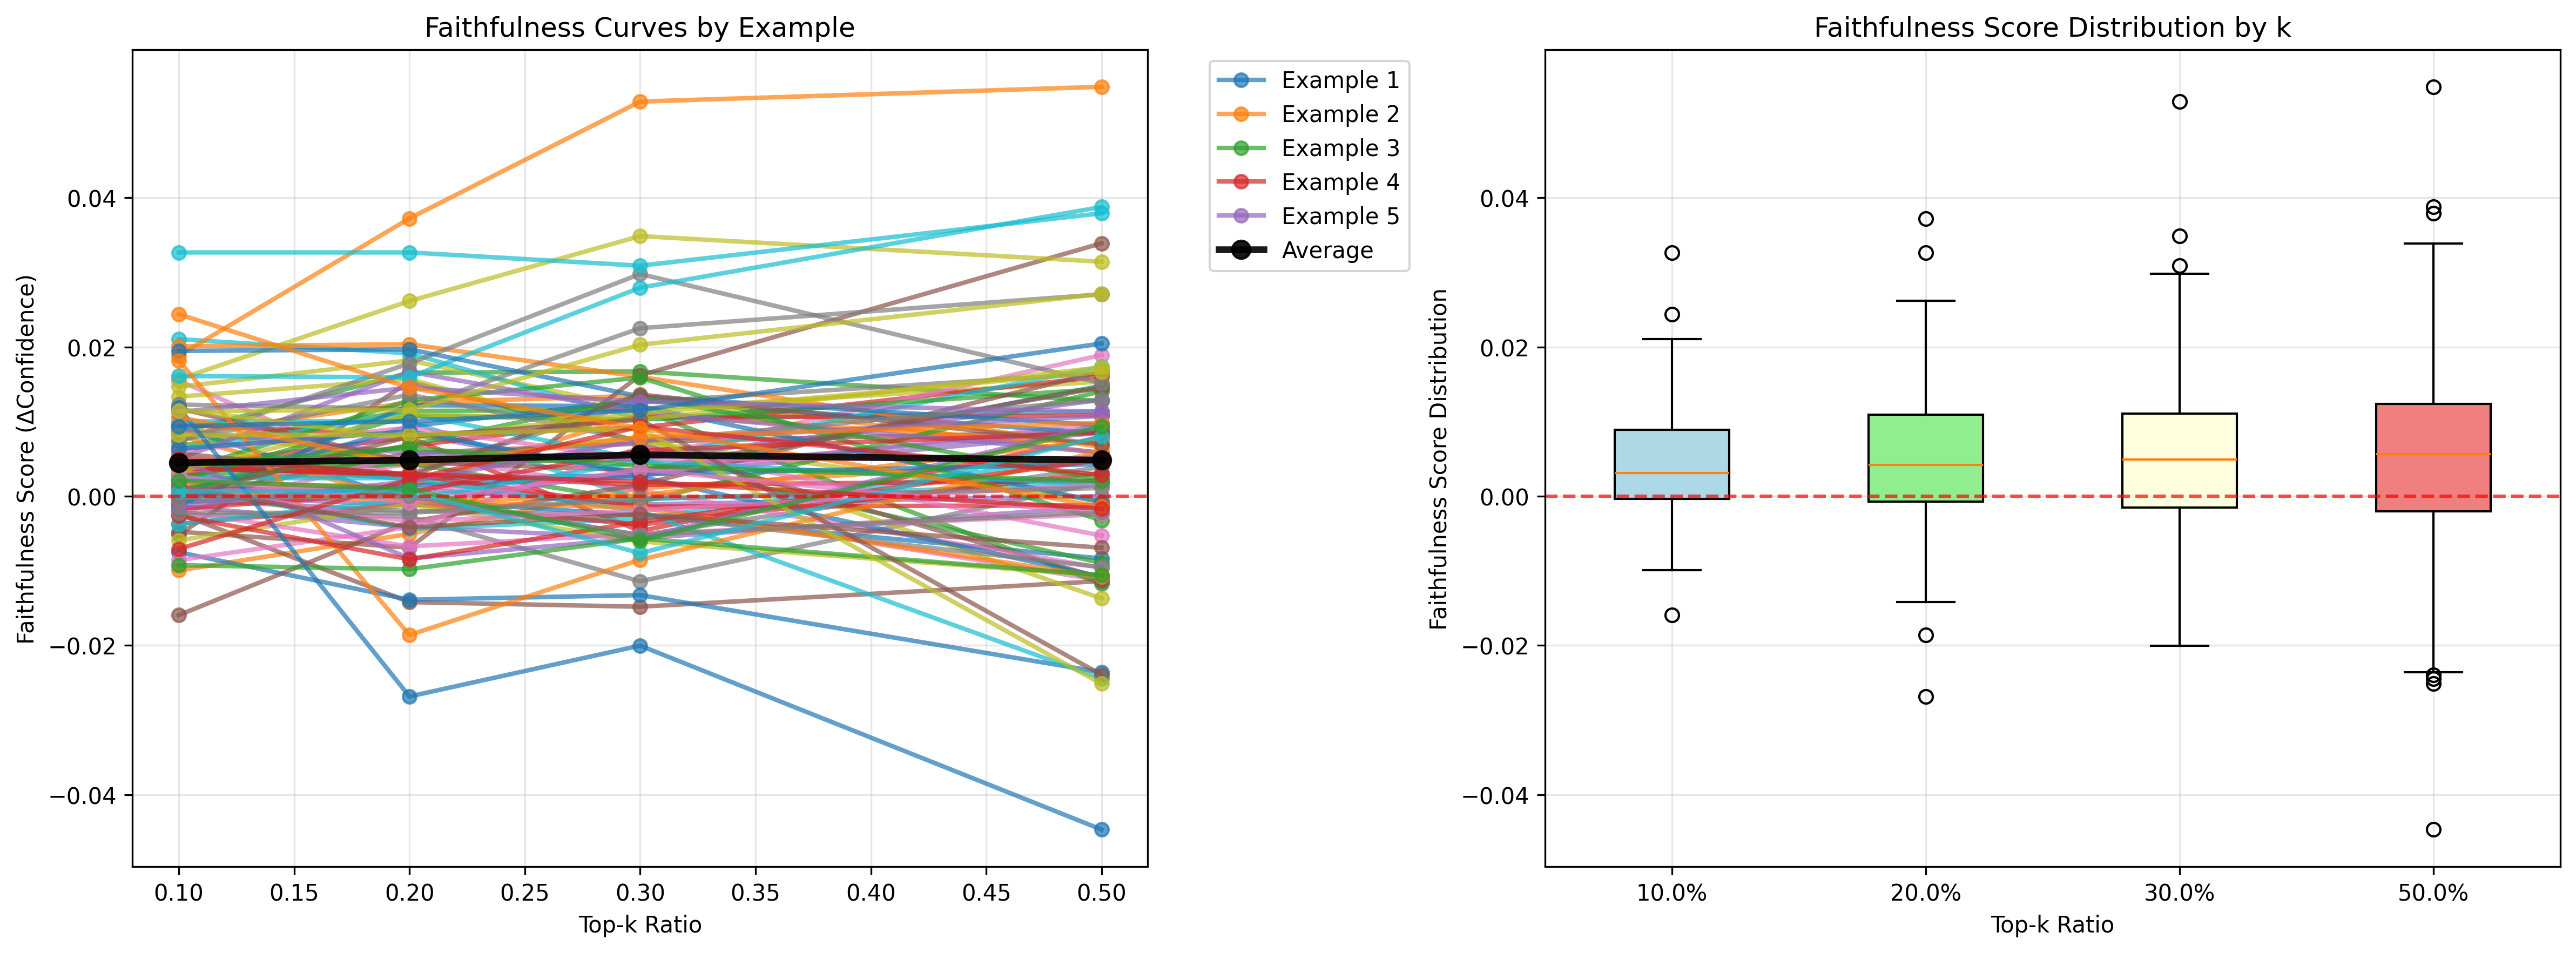 Faithfulness Curves by Example
Faithfulness Score (ΔConfidence)
0.04
0.02
0.00
−0.02
−0.04
0.10 0.15 0.20 0.25 0.30 0.35 0.40 0.45 0.50
Top-k Ratio
Example 1
Example 2
Example 3
Example 4
Example 5
Average
Faithfulness Score Distribution by k
Faithfulness Score Distribution
0.04
0.02
0.00
−0.02
−0.04
10.0% 20.0% 30.0% 50.0%
Top-k Ratio